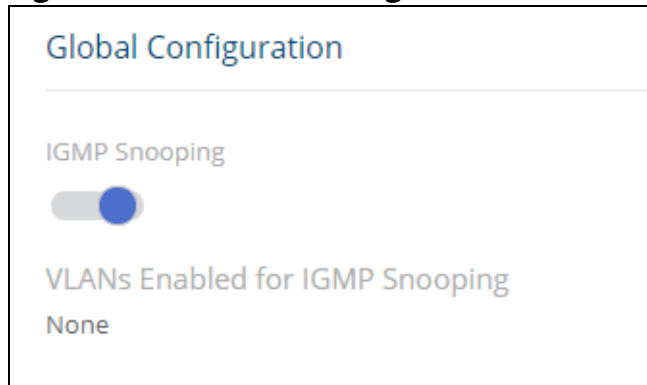 Global Configuration
IGMP Snooping
VLANs Enabled for IGMP Snooping
None